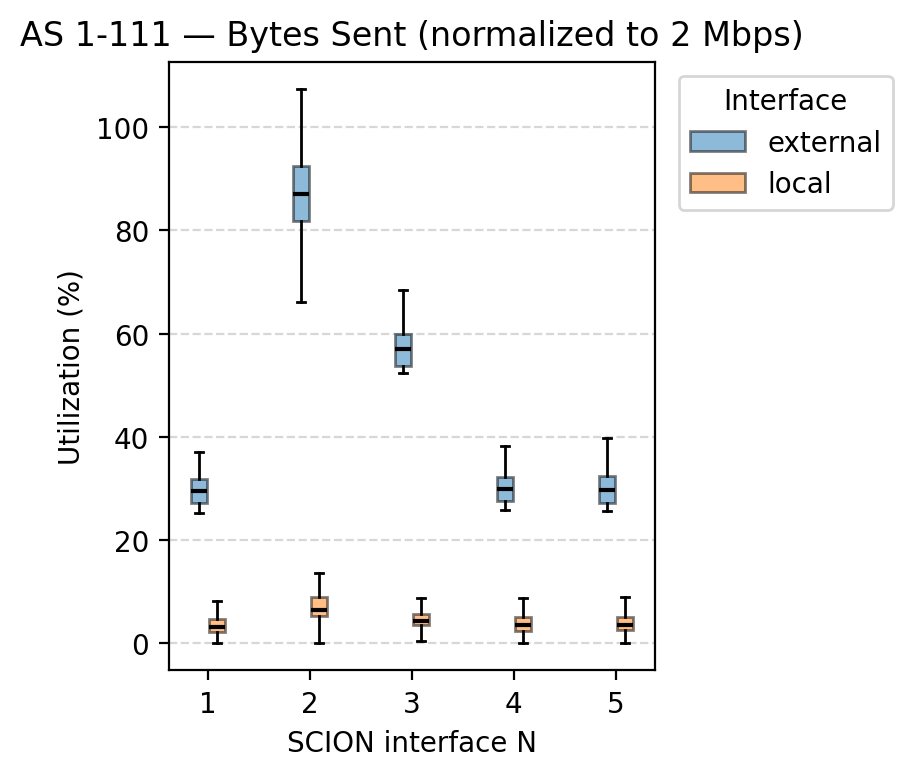 AS 1-111 — Bytes Sent (normalized to 2 Mbps)
Interface
external
local
Utilization (%)
100
80
60
40
20
0
1 2 3 4 5
SCION interface N